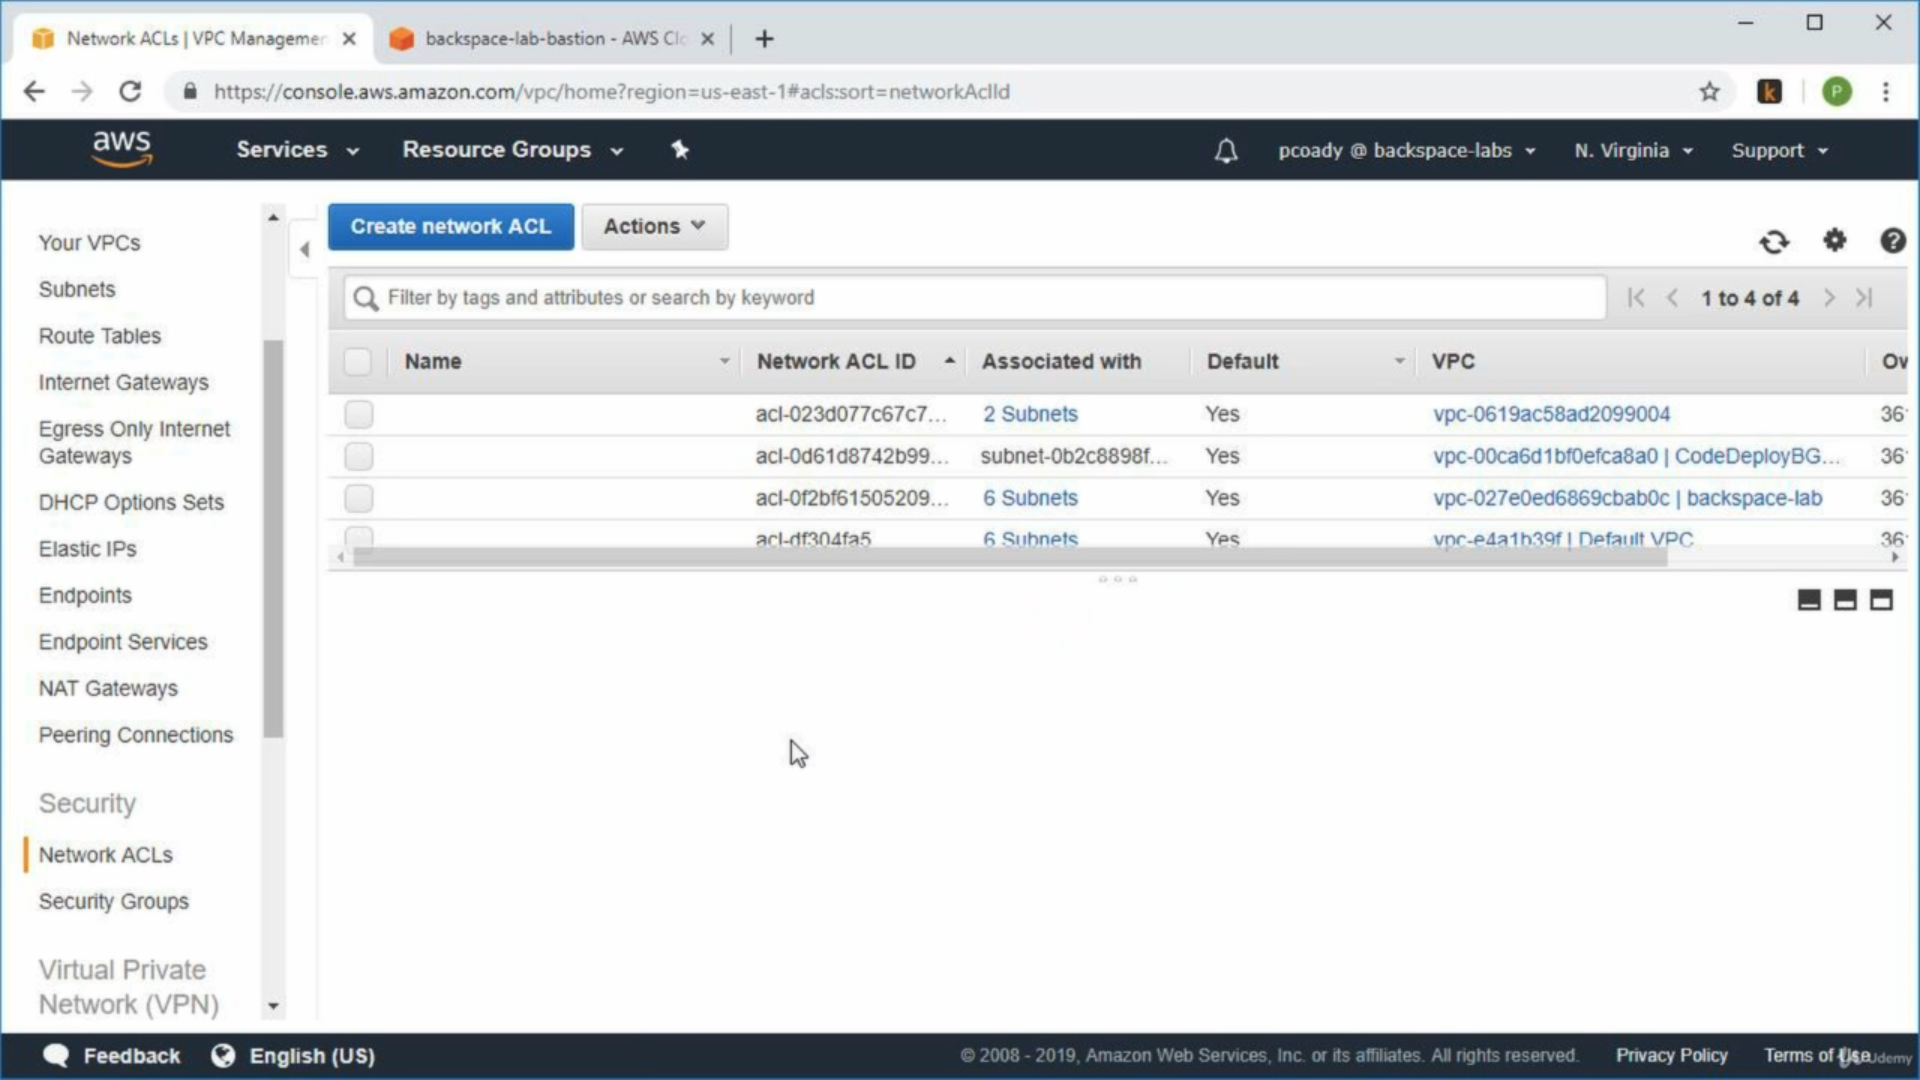 Network ACLs | VPC Managemer
backspace-lab-bastion - AWS Clo
https://console.aws.amazon.com/vpc/home?region=us-east-1#acls:sort=networkAclId
k
P
aws
Services
Resource Groups
pcoady @ backspace-labs
N. Virginia
Support
Your VPCs
Subnets
Route Tables
Internet Gateways
Egress Only Internet
Gateways
DHCP Options Sets
Elastic IPs
Endpoints
Endpoint Services
NAT Gateways
Peering Connections
Security
Network ACLs
Security Groups
Virtual Private
Network (VPN)
Create network ACL
Actions
Filter by tags and attributes or search by keyword
1 to 4 of 4
Name Network ACL ID Associated with Default VPC Ow
acl-023d077c67c7... 2 Subnets Yes vpc-0619ac58ad2099004 36
acl-0d61d8742b99... subnet-0b2c8898f... Yes vpc-00ca6d1bf0efca8a0 | CodeDeployBG... 36
acl-0f2bf61505209... 6 Subnets Yes vpc-027e0ed6869cbab0c | backspace-lab 36
acl-df304fa5 6 Subnets Yes vpc-e4a1b39f | Default VPC 36
Feedback
English (US)
© 2008 - 2019, Amazon Web Services, Inc. or its affiliates. All rights reserved.
Privacy Policy
Terms of Use
Udemy